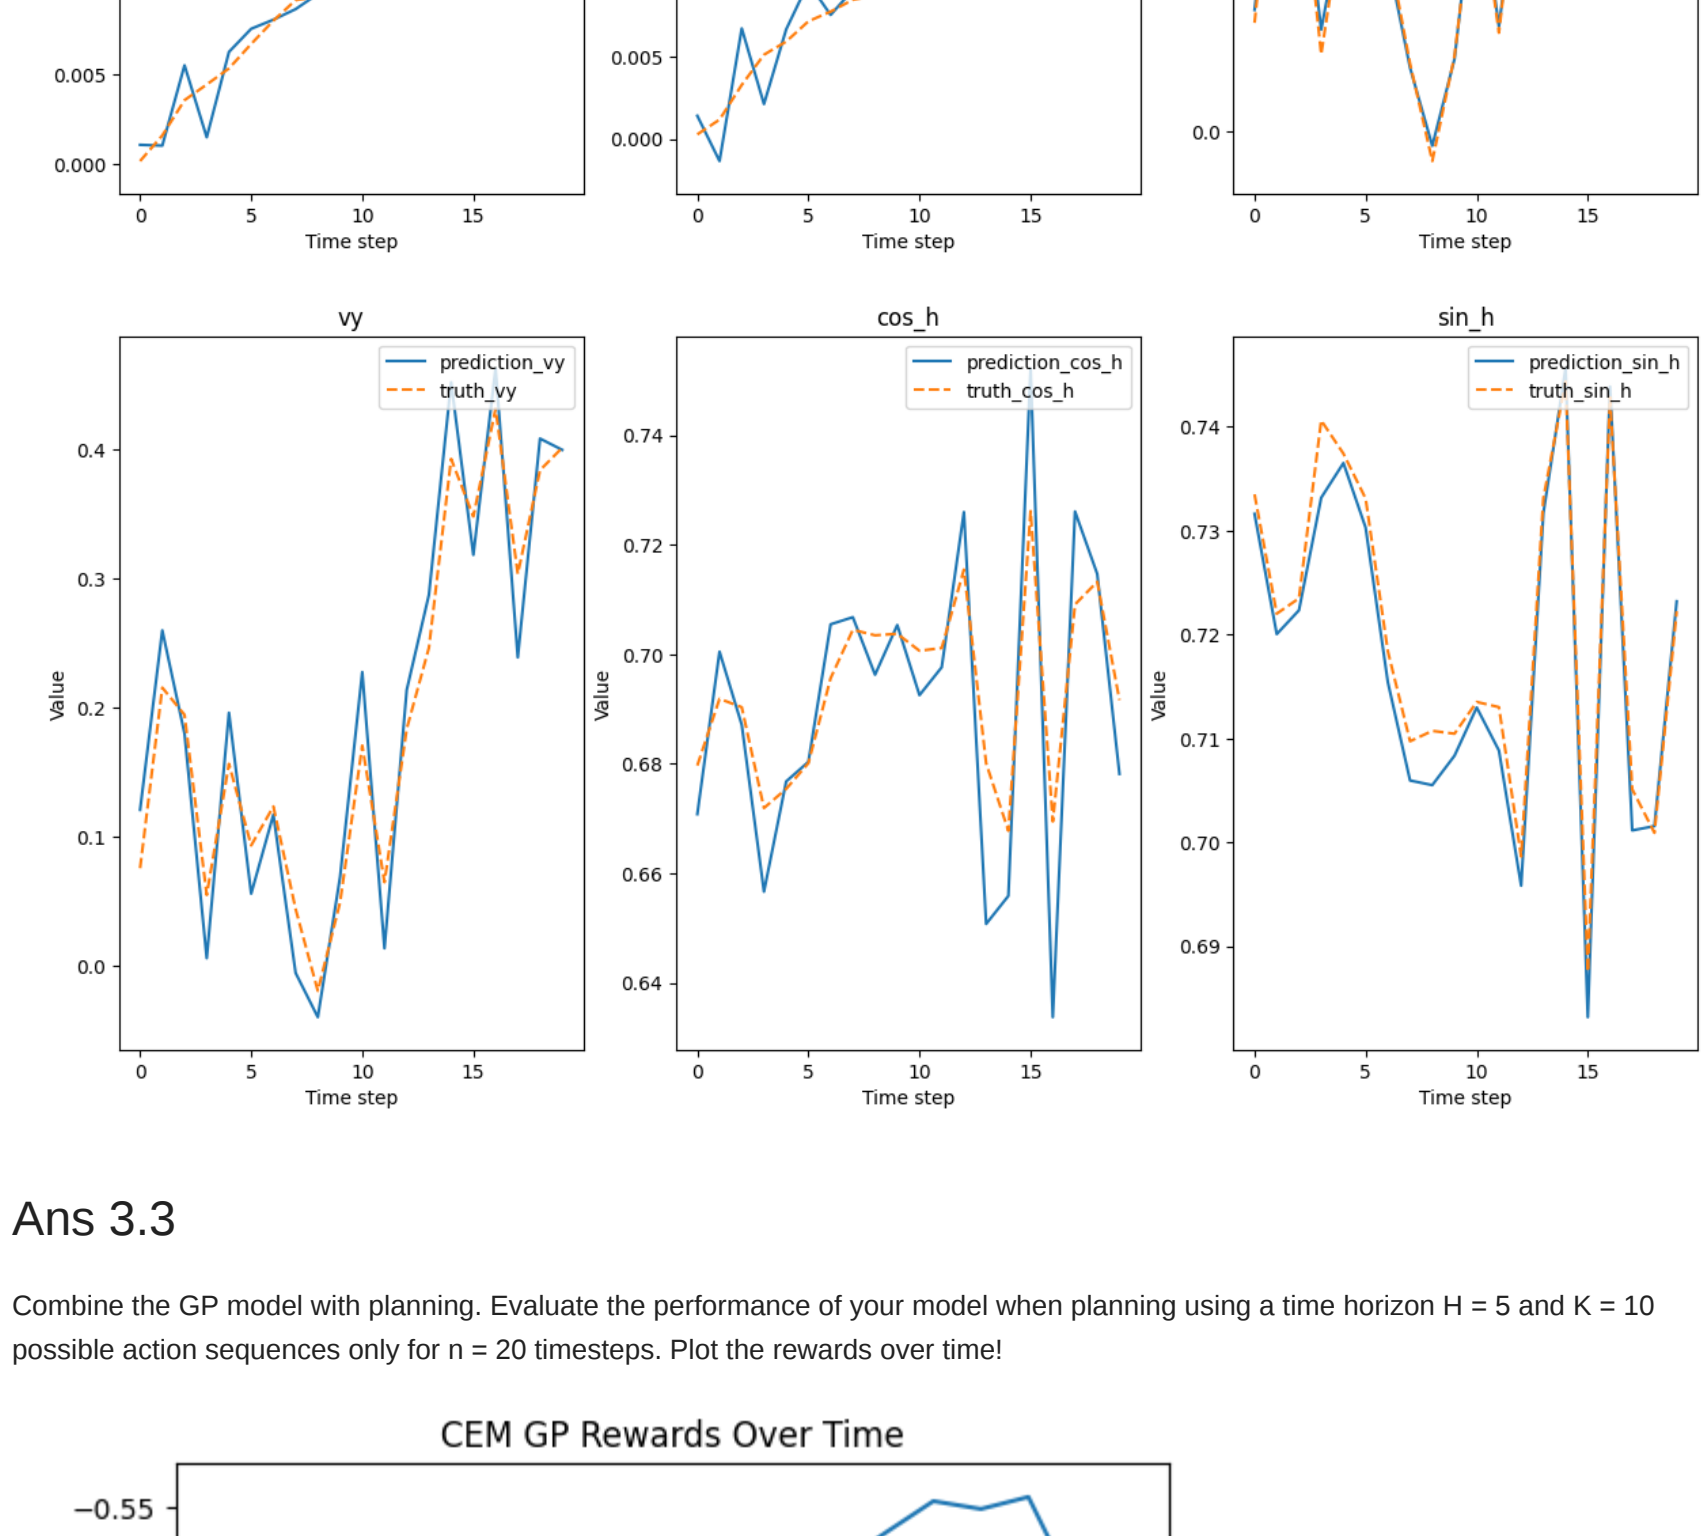 0.005
0.000
0 5 10 15
Time step
0.005
0.000
0 5 10 15
Time step
0.0
0 5 10 15
Time step
vy
prediction_vy
truth_vy
0.4
0.3
0.2
0.1
0.0
Value
0 5 10 15
Time step
cos_h
prediction_cos_h
truth_cos_h
0.74
0.72
0.70
0.68
0.66
0.64
Value
0 5 10 15
Time step
sin_h
prediction_sin_h
truth_sin_h
0.74
0.73
0.72
0.71
0.70
0.69
Value
0 5 10 15
Time step
Ans 3.3
Combine the GP model with planning. Evaluate the performance of your model when planning using a time horizon H = 5 and K = 10
possible action sequences only for n = 20 timesteps. Plot the rewards over time!
CEM GP Rewards Over Time
−0.55